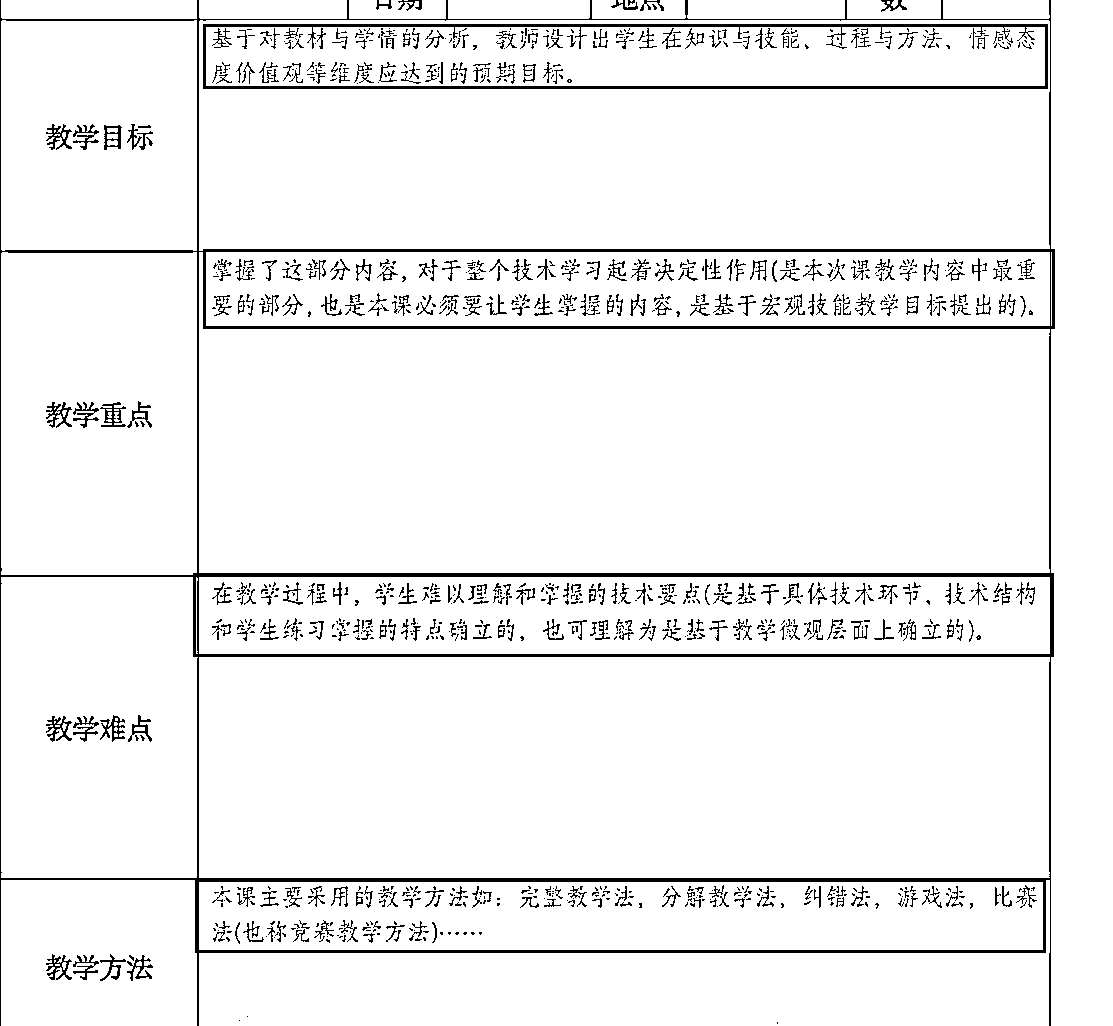 日期 地点 数
基于对教材与学情的分析，教师设计出学生在知识与技能、过程与方法、情感态
度价值观等维度应达到的预期目标。
教学目标
掌握了这部分内容，对于整个技术学习起着决定性作用(是本次课教学内容中最重
要的部分，也是本课必须要让学生掌握的内容，是基于宏观技能教学目标提出的)。
教学重点
在教学过程中，学生难以理解和掌握的技术要点(是基于具体技术环节、技术结构
和学生练习掌握的特点确立的，也可理解为是基于教学微观层面上确立的)。
教学难点
本课主要采用的教学方法如：完整教学法，分解教学法，纠错法，游戏法，比赛
法(也称竞赛教学方法)……
教学方法